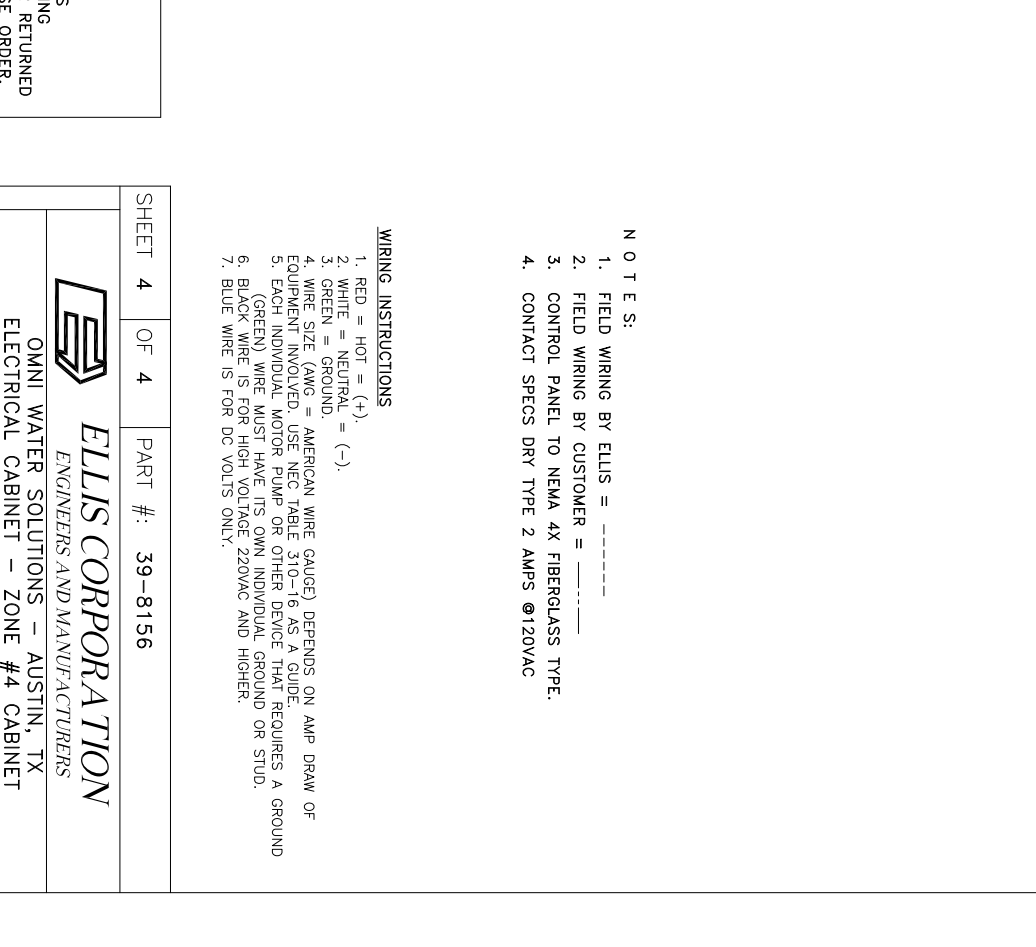 N O T E S:
1. FIELD WIRING BY ELLIS = ------
2. FIELD WIRING BY CUSTOMER = —--—
3. CONTROL PANEL TO NEMA 4X FIBERGLASS TYPE.
4. CONTACT SPECS DRY TYPE 2 AMPS @120VAC
WIRING INSTRUCTIONS
1. RED = HOT = (+).
2. WHITE = NEUTRAL = (-).
3. GREEN = GROUND.
4. WIRE SIZE (AWG = AMERICAN WIRE GAUGE) DEPENDS ON AMP DRAW OF
EQUIPMENT INVOLVED. USE NEC TABLE 310-16 AS A GUIDE.
5. EACH INDIVIDUAL MOTOR PUMP OR OTHER DEVICE THAT REQUIRES A GROUND
(GREEN) WIRE MUST HAVE ITS OWN INDIVIDUAL GROUND OR STUD.
6. BLACK WIRE IS FOR HIGH VOLTAGE 220VAC AND HIGHER.
7. BLUE WIRE IS FOR DC VOLTS ONLY.
SHEET 4 OF 4 PART #: 39-8156
ELLIS CORPORATION
ENGINEERS AND MANUFACTURERS
OMNI WATER SOLUTIONS - AUSTIN, TX
ELECTRICAL CABINET - ZONE #4 CABINET
RETURNED
ORDER.